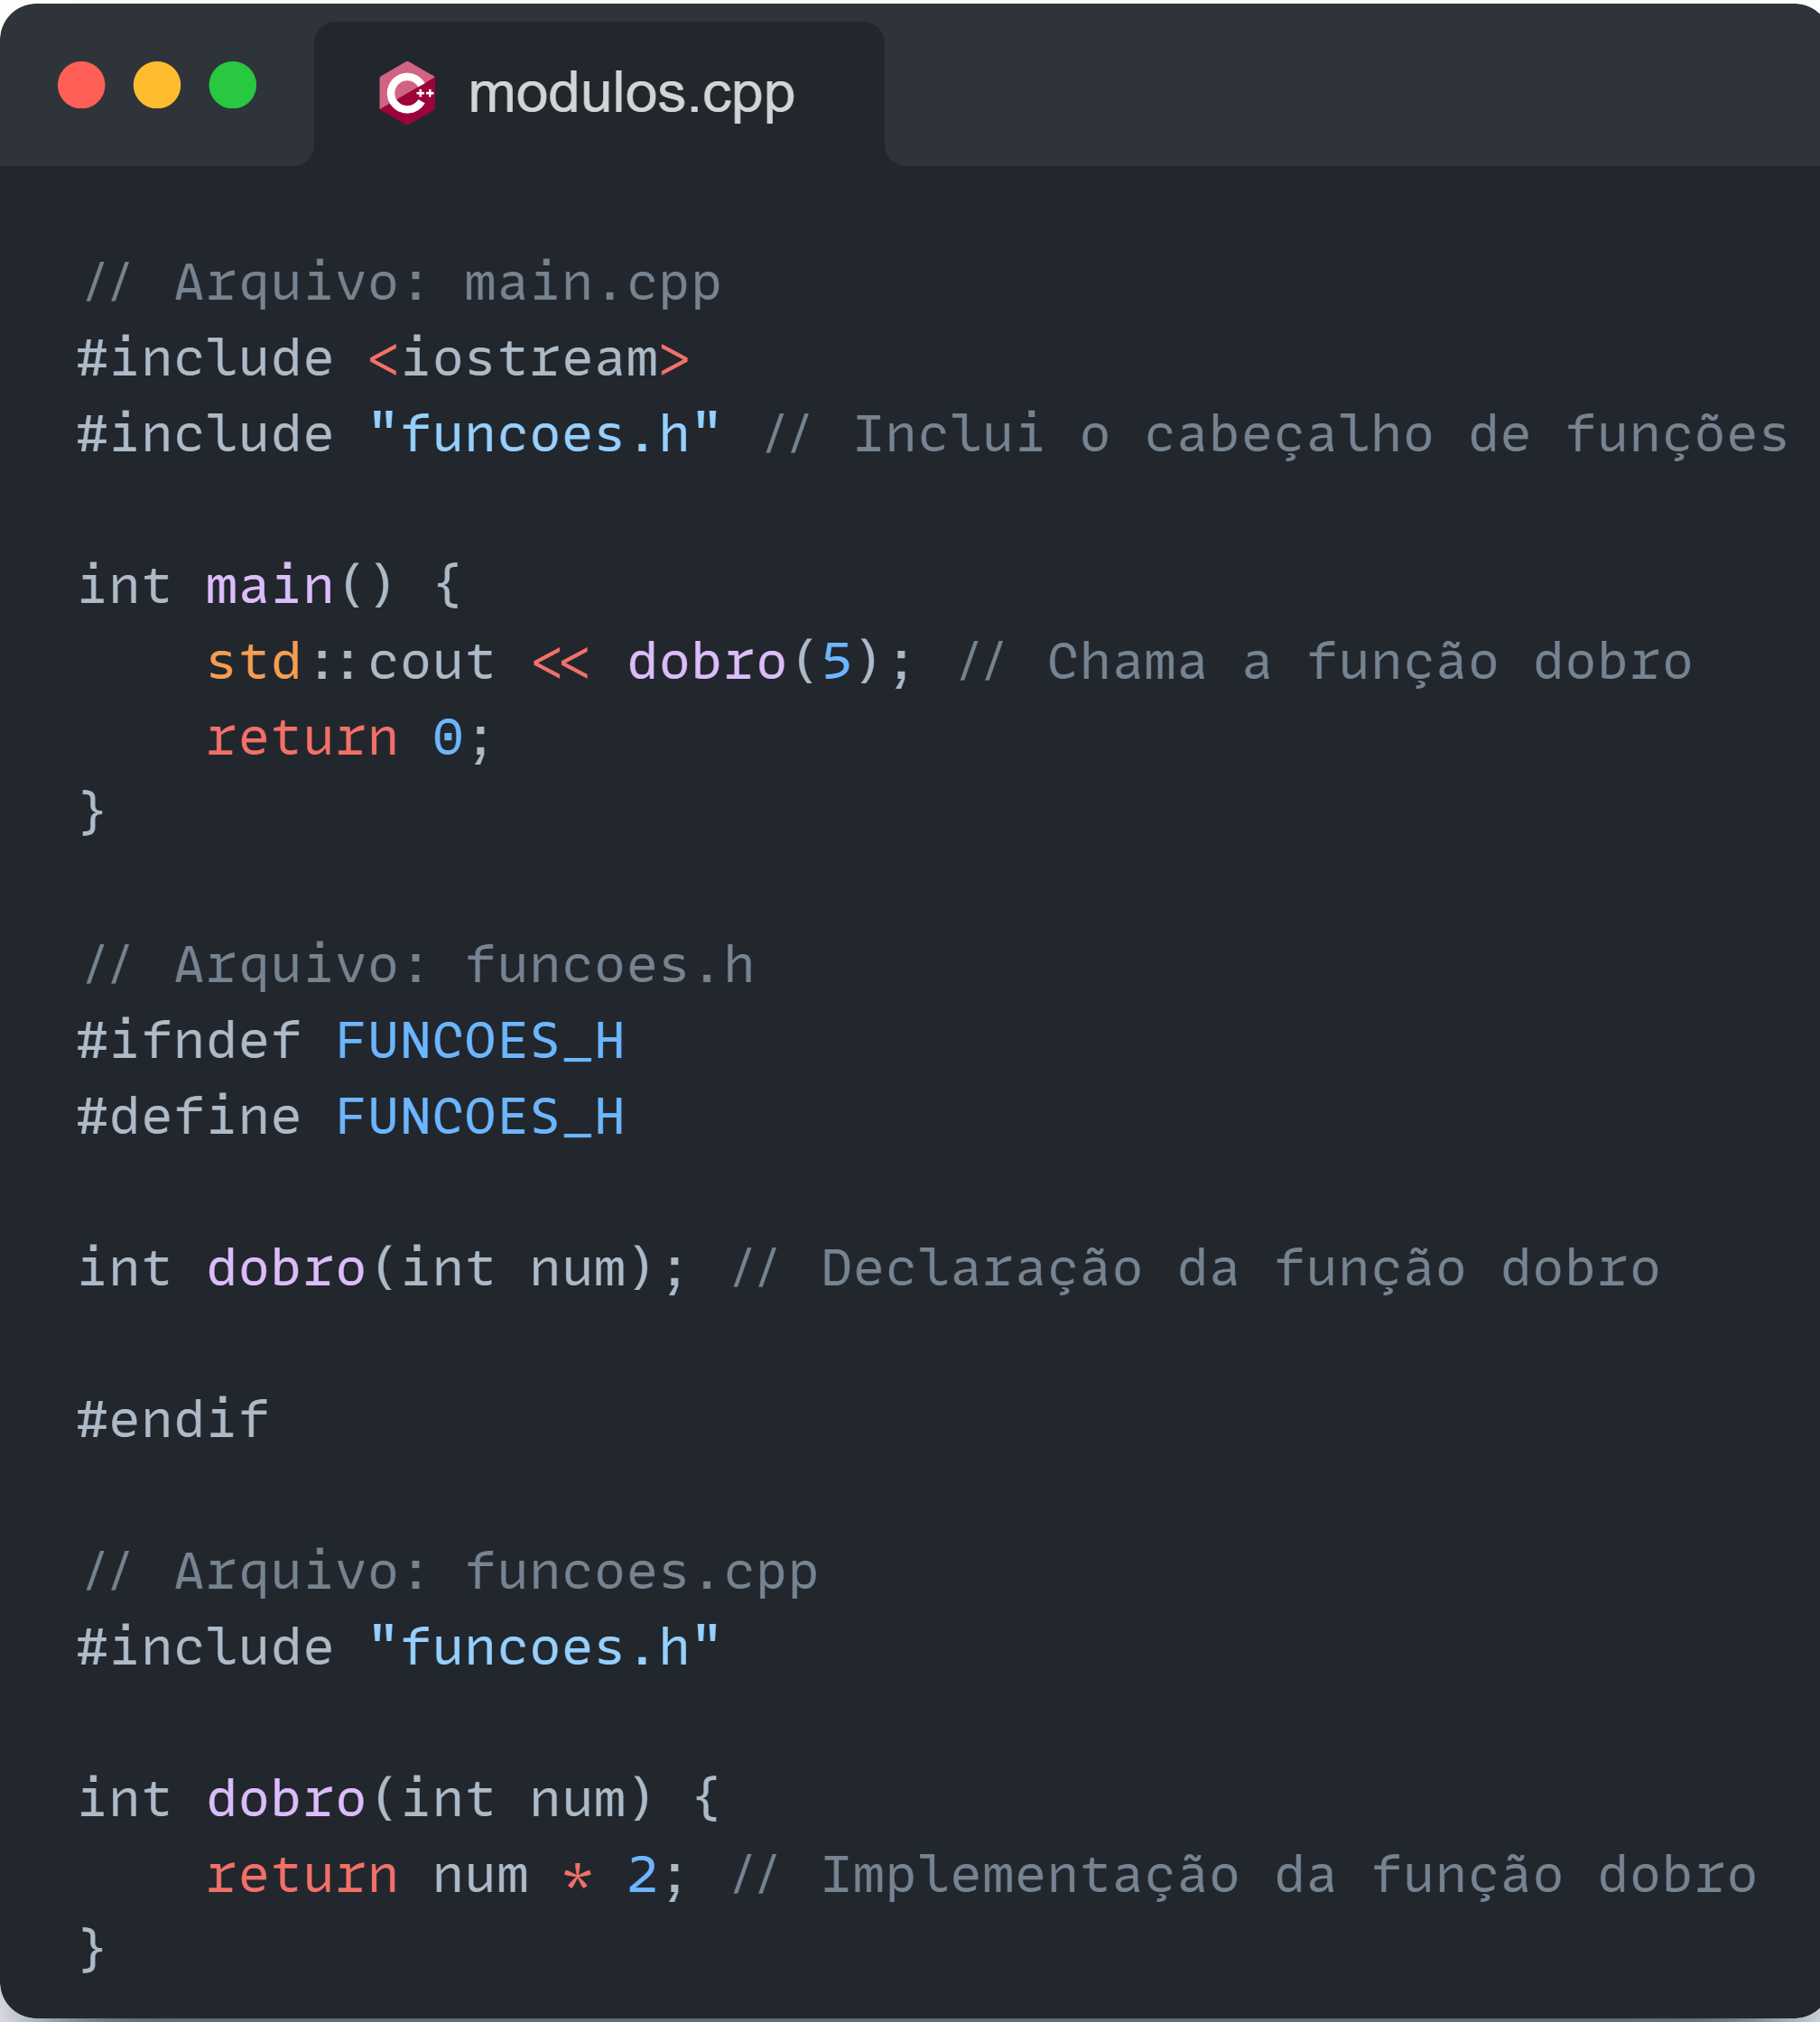 modulos.cpp
// Arquivo: main.cpp
#include <iostream>
#include "funcoes.h" // Inclui o cabeçalho de funções
int main() {
    std::cout << dobro(5); // Chama a função dobro
    return 0;
}
// Arquivo: funcoes.h
#ifndef FUNCOES_H
#define FUNCOES_H
int dobro(int num); // Declaração da função dobro
#endif
// Arquivo: funcoes.cpp
#include "funcoes.h"
int dobro(int num) {
    return num * 2; // Implementação da função dobro
}